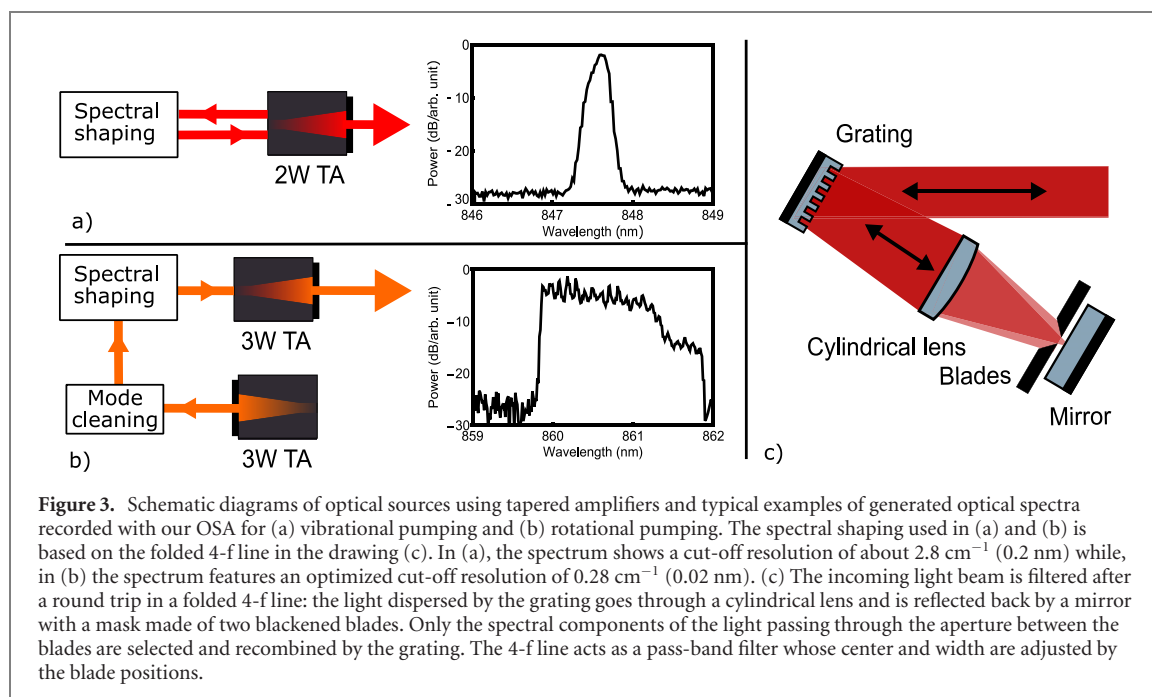 Spectral
shaping
2W TA
a)
0
- 10
- 20
- 30
Power (dB/arb. unit)
846
847
848
849
Wavelength (nm)
Spectral
shaping
3W TA
Mode
cleaning
3W TA
b)
0
−10
−20
−30
Power (dB/arb. unit)
859
860
861
862
Wavelength (nm)
Grating
Cylindrical lens
Blades
Mirror
c)
Figure 3. Schematic diagrams of optical sources using tapered amplifiers and typical examples of generated optical spectra
recorded with our OSA for (a) vibrational pumping and (b) rotational pumping. The spectral shaping used in (a) and (b) is
based on the folded 4-f line in the drawing (c). In (a), the spectrum shows a cut-off resolution of about 2.8 cm⁻¹ (0.2 nm) while,
in (b) the spectrum features an optimized cut-off resolution of 0.28 cm⁻¹ (0.02 nm). (c) The incoming light beam is filtered after
a round trip in a folded 4-f line: the light dispersed by the grating goes through a cylindrical lens and is reflected back by a mirror
with a mask made of two blackened blades. Only the spectral components of the light passing through the aperture between the
blades are selected and recombined by the grating. The 4-f line acts as a pass-band filter whose center and width are adjusted by
the blade positions.